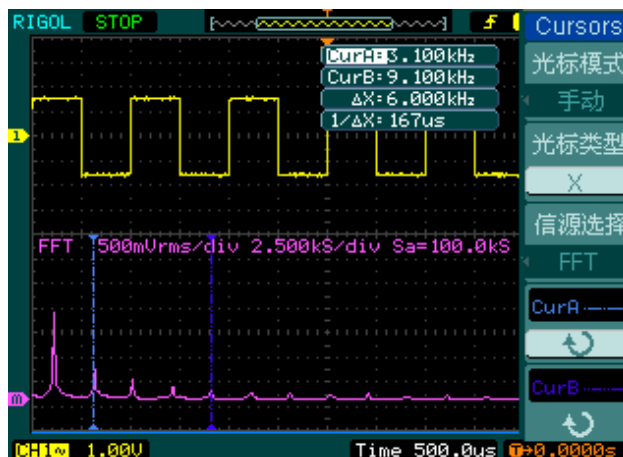 RIGOL STOP
Cursors
CurA:3.100kHz
CurB:9.100kHz
ΔX:6.000kHz
1/ΔX:167us
光标模式
手动
光标类型
X
信源选择
FFT
CurA
CurB
1
FFT 500mVrms/div 2.500kS/div Sa=100.0kS
M
CH1~ 1.00V
Time 500.0us T→0.0000s